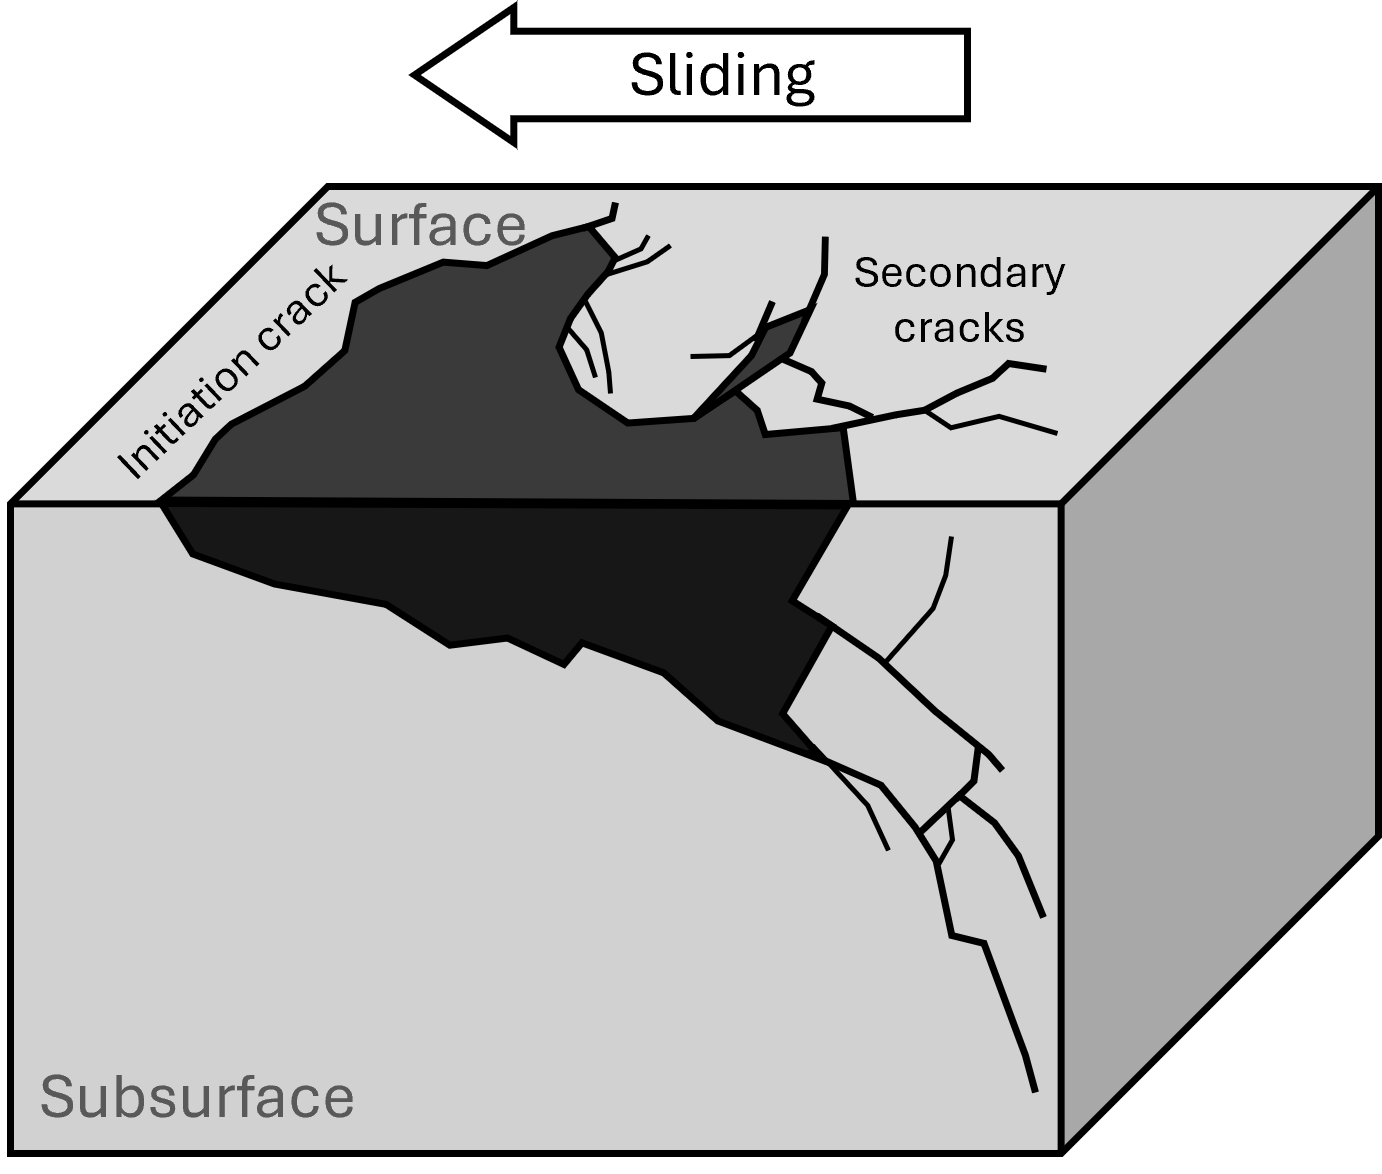 Sliding
Surface
Initiation crack
Secondary
cracks
Subsurface